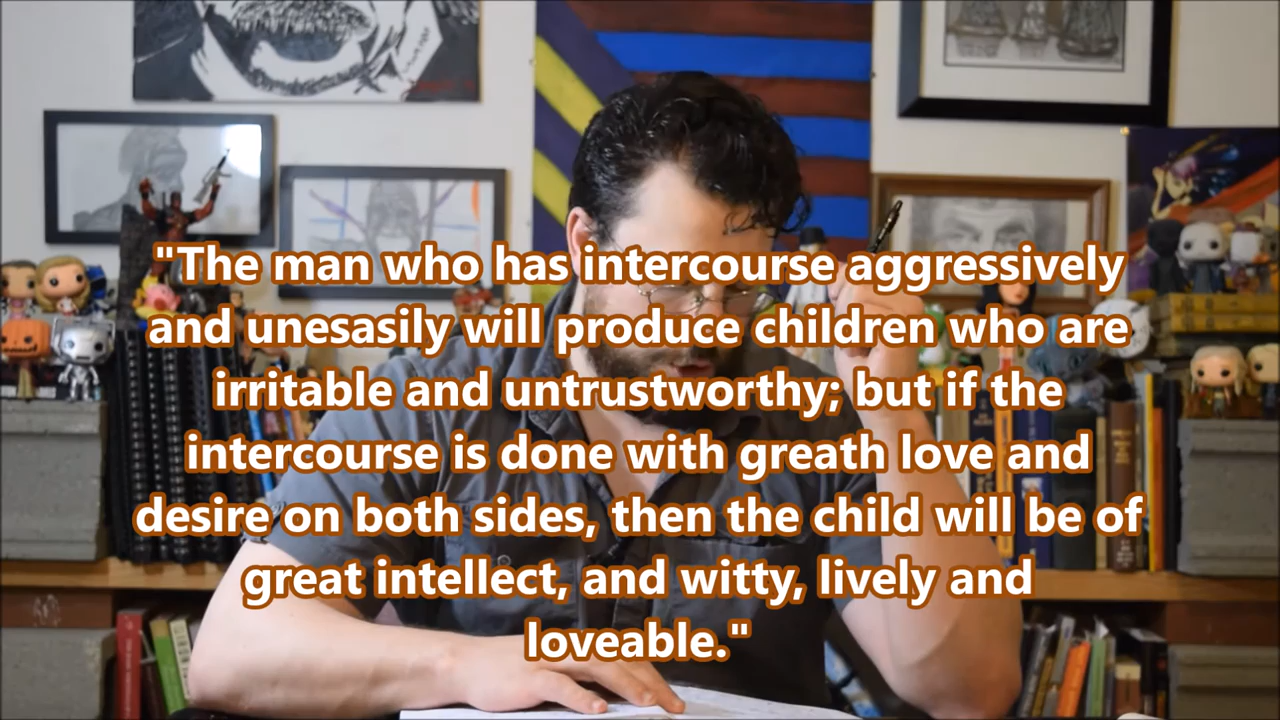 "The man who has intercourse aggressively
and unesasily will produce children who are
irritable and untrustworthy; but if the
intercourse is done with greath love and
desire on both sides, then the child will be of
great intellect, and witty, lively and
loveable."